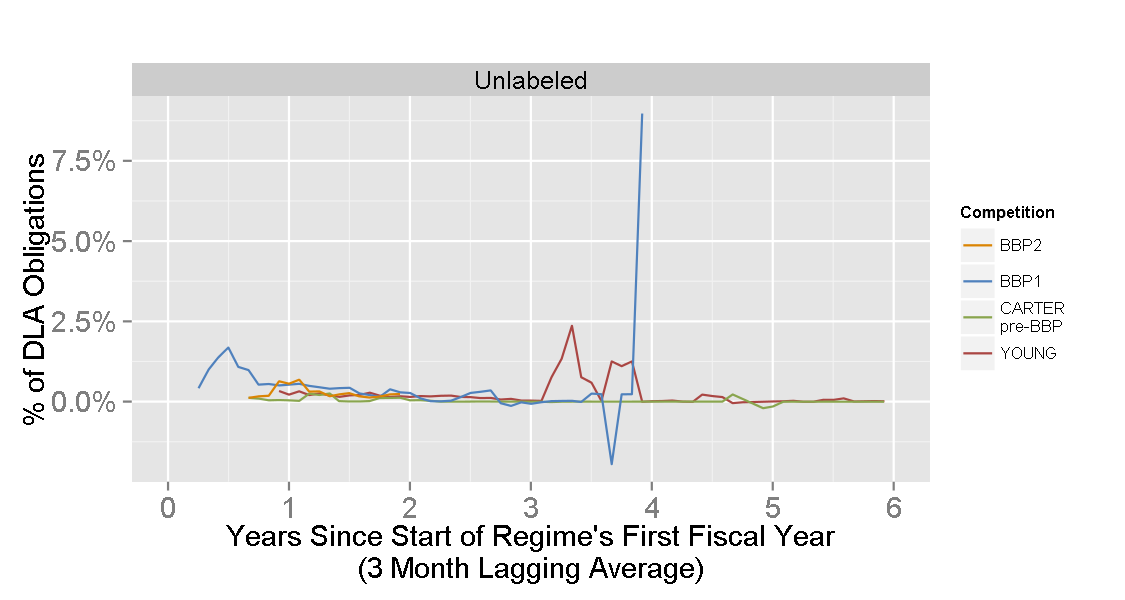 Unlabeled
% of DLA Obligations
7.5%
5.0%
2.5%
0.0%
0 1 2 3 4 5 6
Years Since Start of Regime's First Fiscal Year
(3 Month Lagging Average)
Competition
BBP2
BBP1
CARTER
pre-BBP
YOUNG